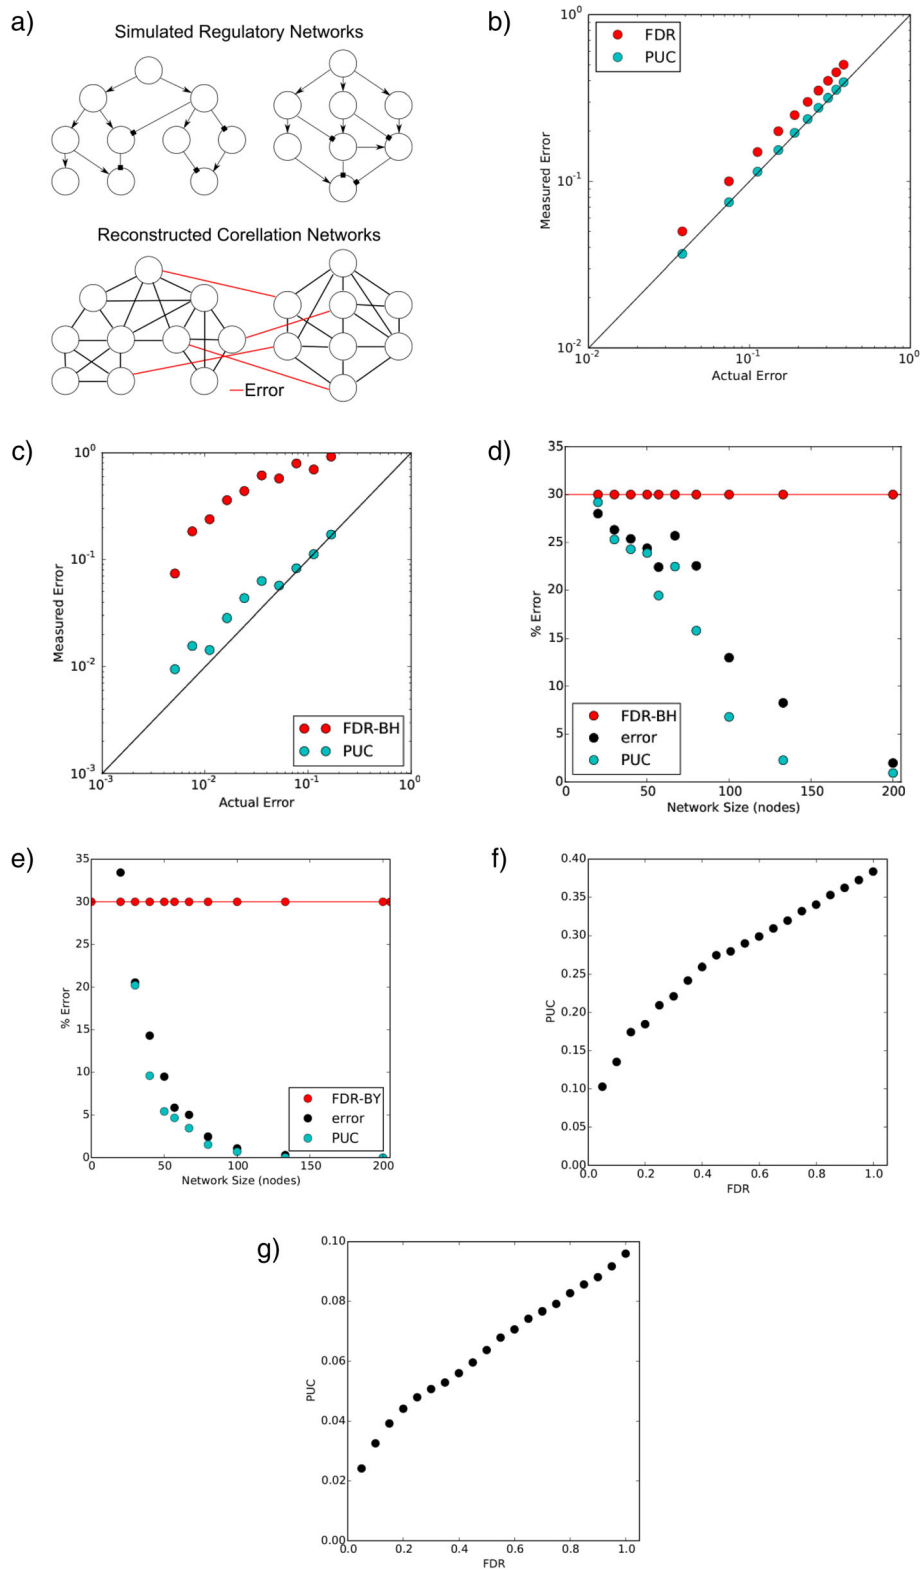 a)
Simulated Regulatory Networks
Reconstructed Corellation Networks
Error
b)
10^0
10^-1
10^-2
Measured Error
FDR
PUC
10^-2
10^-1
10^0
Actual Error
c)
10^0
10^-1
10^-2
10^-3
Measured Error
FDR-BH
PUC
10^-3
10^-2
10^-1
10^0
Actual Error
d)
35
30
25
20
15
10
5
0
% Error
FDR-BH
error
PUC
0
50
100
150
200
Network Size (nodes)
e)
35
30
25
20
15
10
5
0
% Error
FDR-BY
error
PUC
0
50
100
150
200
Network Size (nodes)
f)
0.40
0.35
0.30
0.25
0.20
0.15
0.10
0.05
0.00
PUC
0.0
0.2
0.4
0.6
0.8
1.0
FDR
g)
0.10
0.08
0.06
0.04
0.02
0.00
PUC
0.0
0.2
0.4
0.6
0.8
1.0
FDR